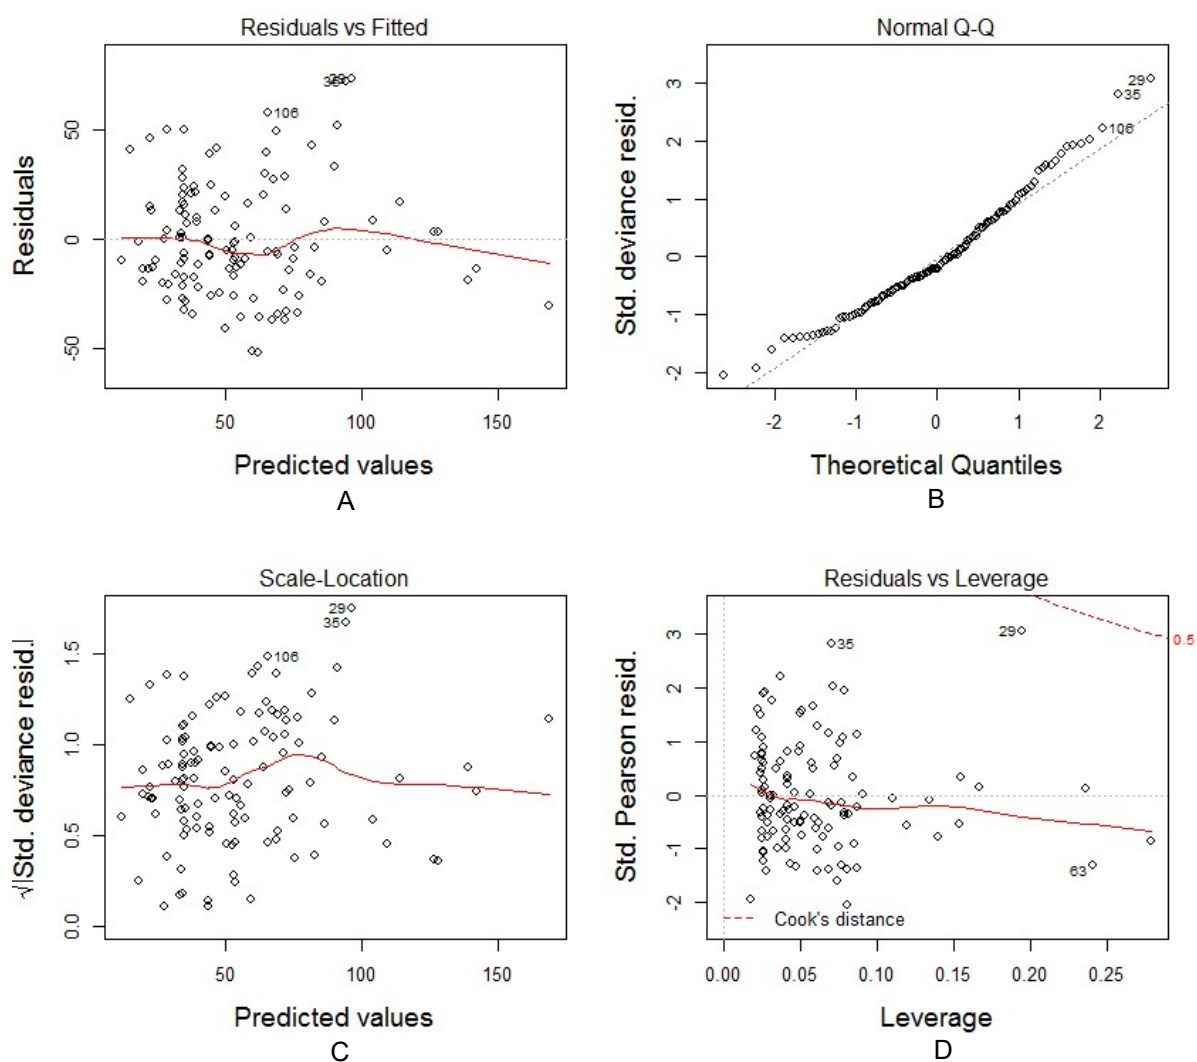 Residuals vs Fitted
Residuals
50
0
-50
29
35
106
50
100
150
Predicted values
A
Normal Q-Q
Std. deviance resid.
3
2
1
0
-1
-2
29
35
106
-2
-1
0
1
2
Theoretical Quantiles
B
Scale-Location
√|Std. deviance resid.|
1.5
1.0
0.5
0.0
29
35
106
50
100
150
Predicted values
C
Residuals vs Leverage
Std. Pearson resid.
3
2
1
0
-1
-2
29
35
63
0.5
Cook's distance
0.00
0.05
0.10
0.15
0.20
0.25
Leverage
D